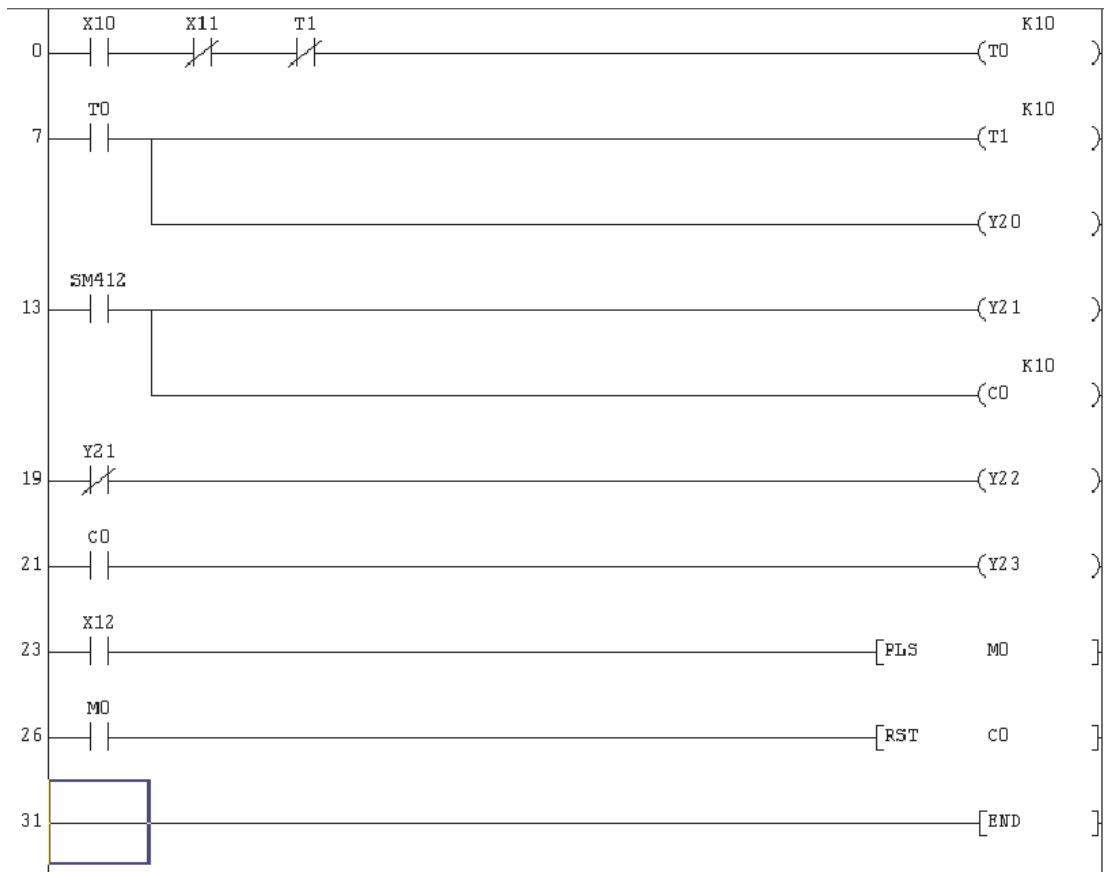 X10 X11 T1 K10
0 T0
T0 K10
7 T1
Y20
SM412
13 Y21
K10
C0
Y21
19 Y22
C0
21 Y23
X12
23 PLS M0
M0
26 RST C0
31 END